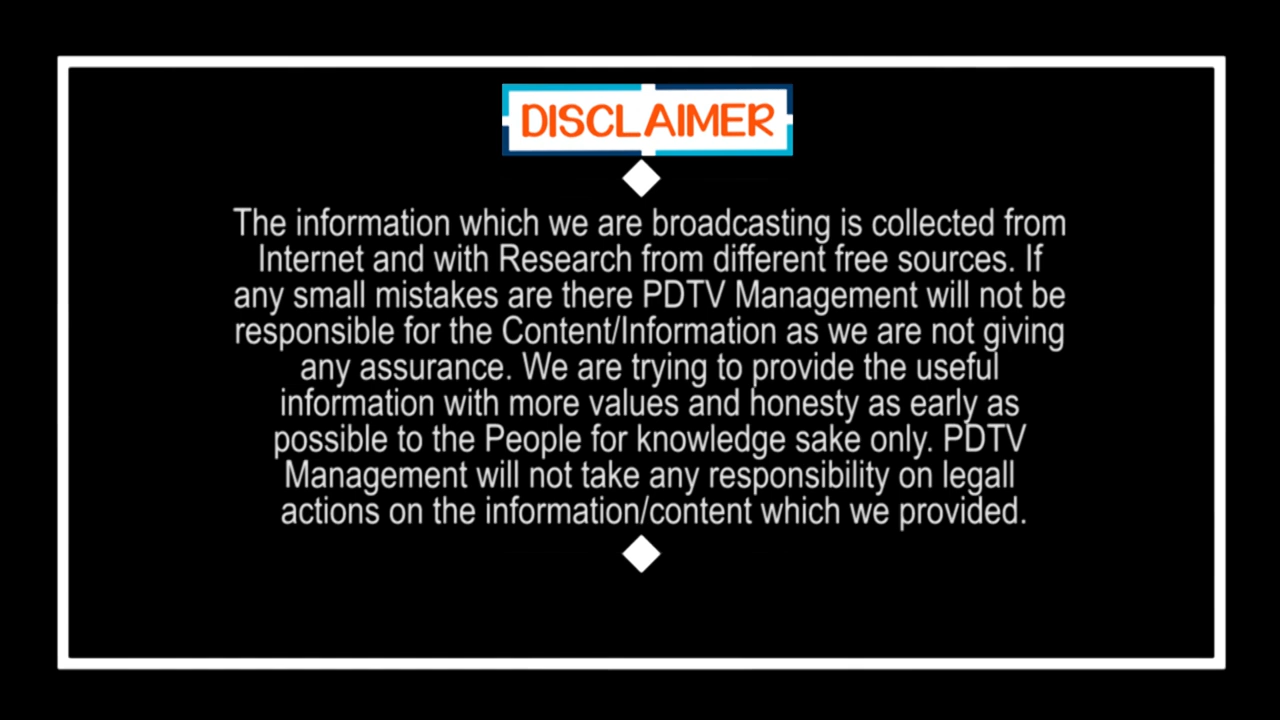 DISCLAIMER
The information which we are broadcasting is collected from
Internet and with Research from different free sources. If
any small mistakes are there PDTV Management will not be
responsible for the Content/Information as we are not giving
any assurance. We are trying to provide the useful
information with more values and honesty as early as
possible to the People for knowledge sake only. PDTV
Management will not take any responsibility on legall
actions on the information/content which we provided.